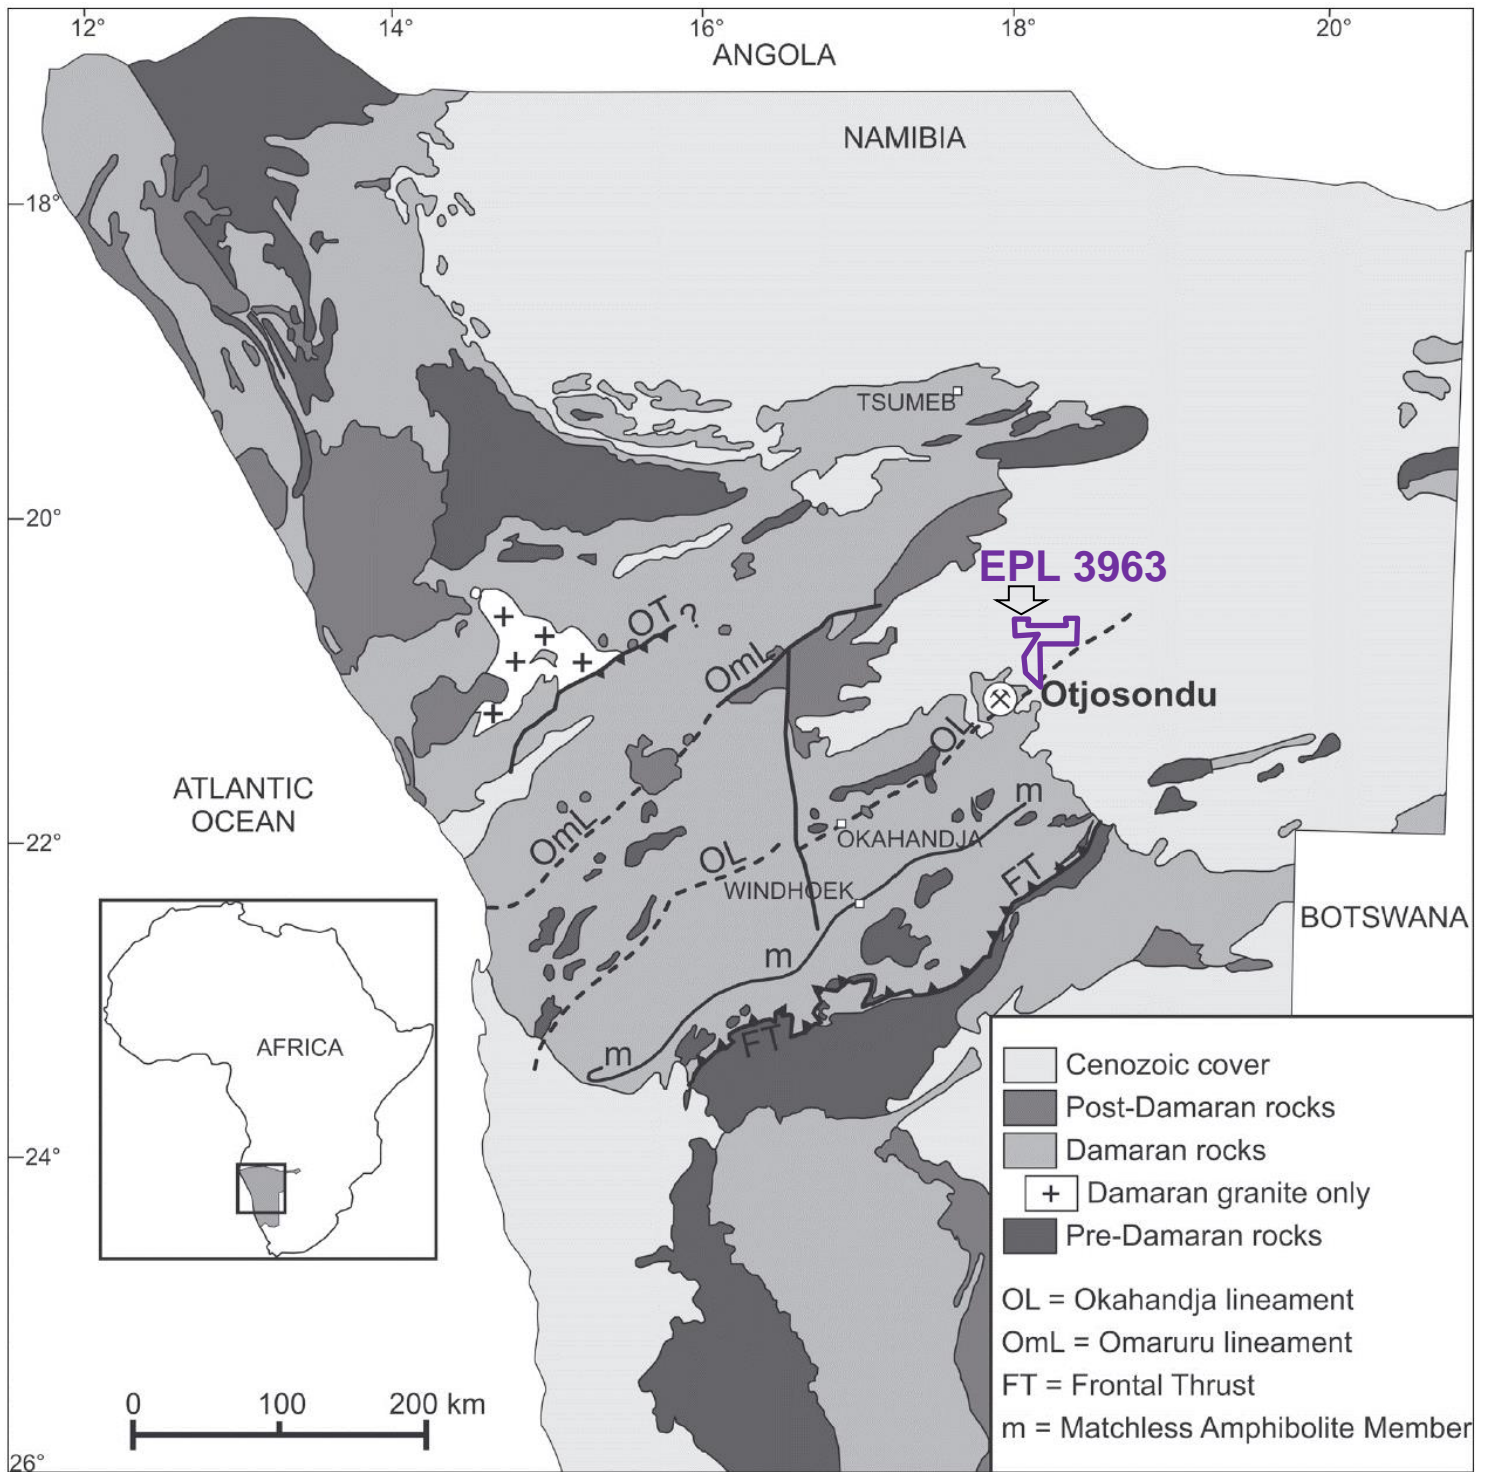 12°
14°
16°
18°
20°
ANGOLA
NAMIBIA
18°
TSUMEB
20°
EPL 3963
OT ?
OmL
Otjosondu
OL
ATLANTIC
OCEAN
m
OmL
22°
OKAHANDJA
OL
FT
WINDHOEK
BOTSWANA
m
AFRICA
FT
m
Cenozoic cover
Post-Damaran rocks
Damaran rocks
+ Damaran granite only
Pre-Damaran rocks
24°
OL = Okahandja lineament
OmL = Omaruru lineament
FT = Frontal Thrust
m = Matchless Amphibolite Member
0 100 200 km
26°